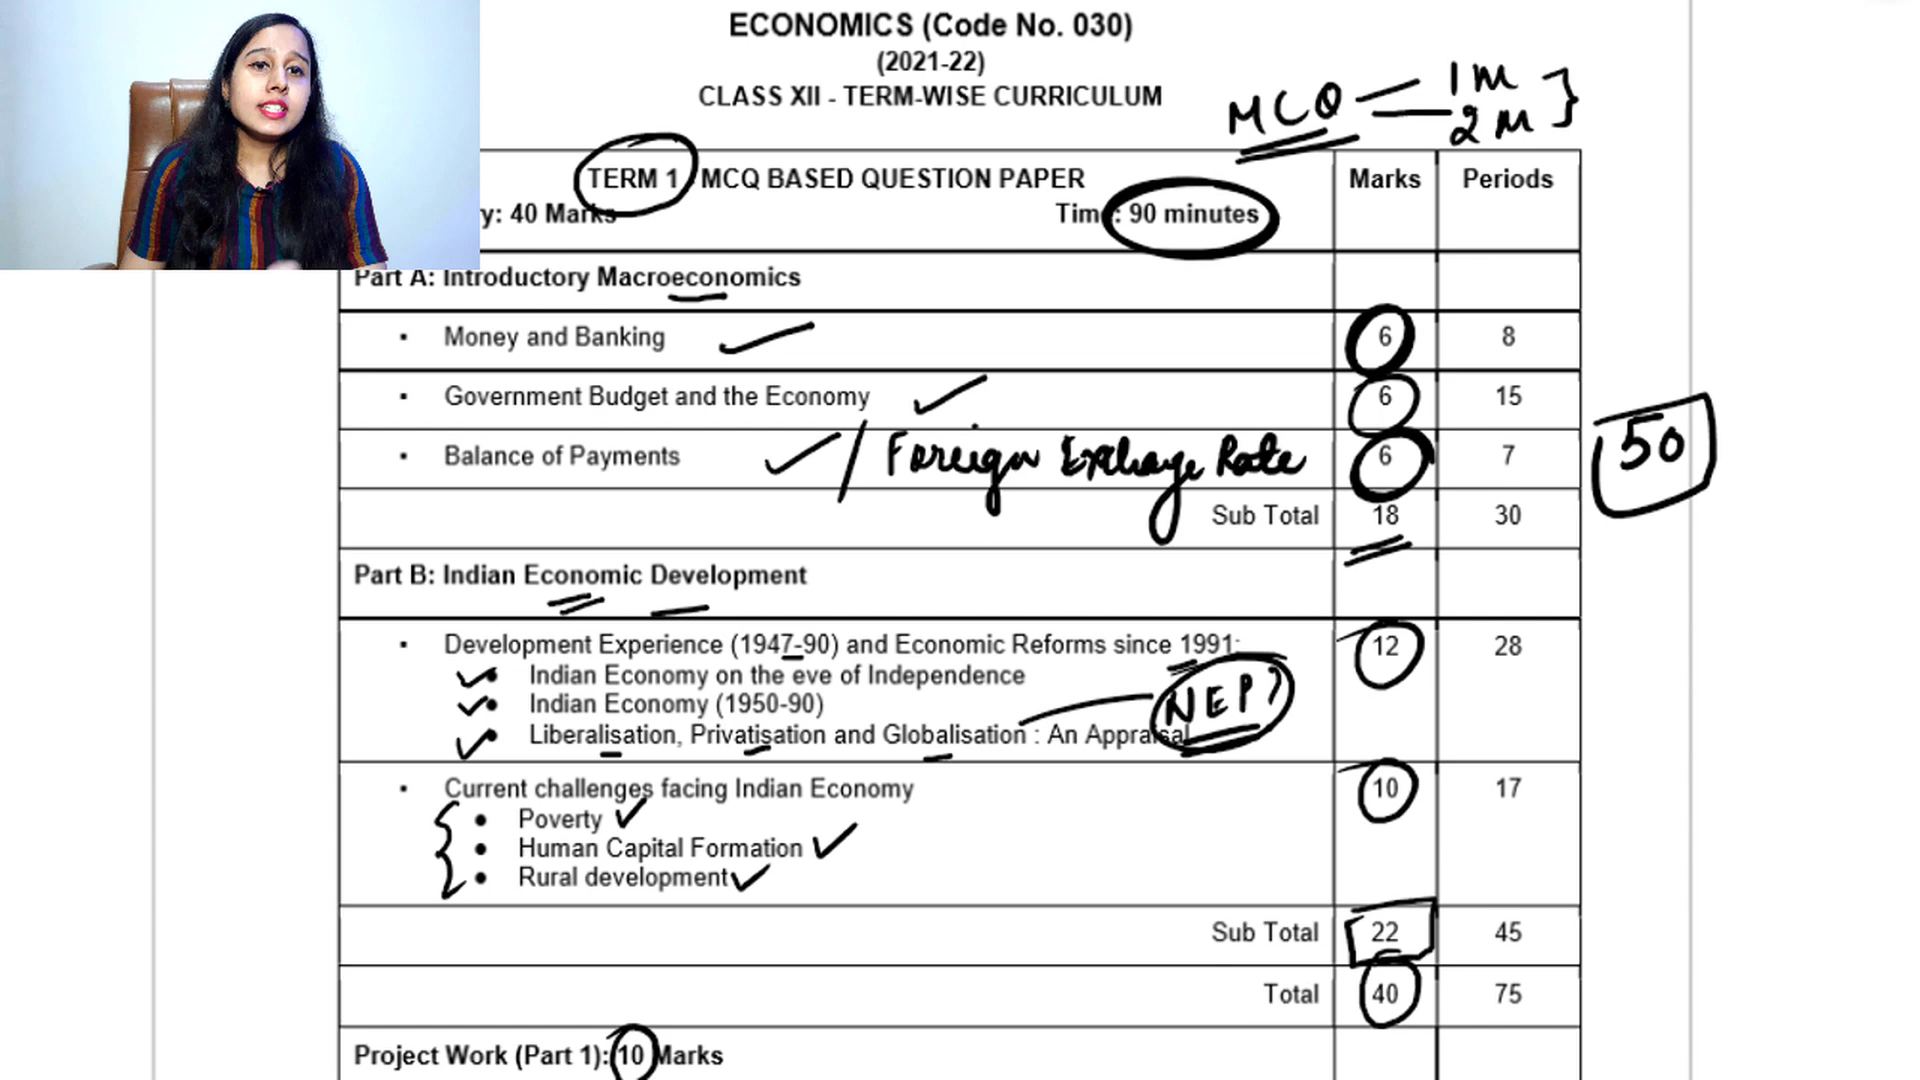 ECONOMICS (Code No. 030)
(2021-22)
CLASS XII - TERM-WISE CURRICULUM
MCQ = 1M
2M }
TERM 1 MCQ BASED QUESTION PAPER Marks Periods
y: 40 Marks Time: 90 minutes
Part A: Introductory Macroeconomics
· Money and Banking 6 8
· Government Budget and the Economy 6 15
50
· Balance of Payments / Foreign Exchage Rate 6 7
Sub Total 18 30
Part B: Indian Economic Development
· Development Experience (1947-90) and Economic Reforms since 1991: 12 28
• Indian Economy on the eve of Independence
• Indian Economy (1950-90)
NEP
• Liberalisation, Privatisation and Globalisation : An Appraisal
· Current challenges facing Indian Economy 10 17
• Poverty
• Human Capital Formation
• Rural development
Sub Total 22 45
Total 40 75
Project Work (Part 1): 10 Marks